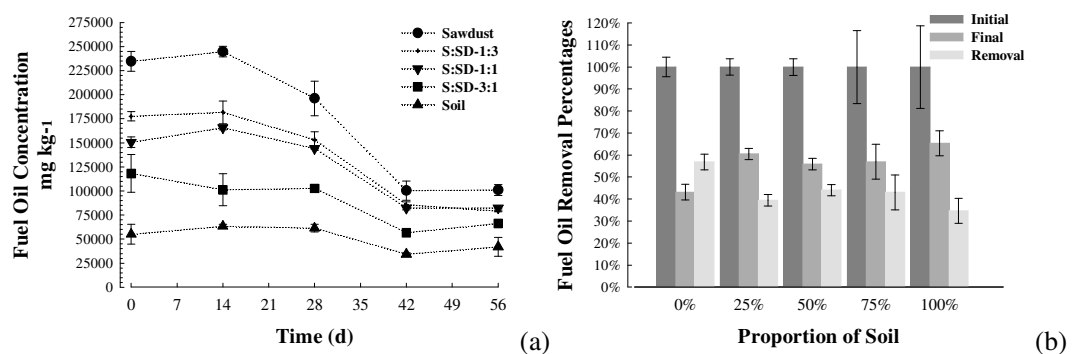 275000
250000
225000
200000
175000
150000
125000
100000
75000
50000
25000
0
Fuel Oil Concentration
mg kg-1
Sawdust
S:SD-1:3
S:SD-1:1
S:SD-3:1
Soil
0 7 14 21 28 35 42 49 56
Time (d)
(a)
120%
110%
100%
90%
80%
70%
60%
50%
40%
30%
20%
10%
0%
Fuel Oil Removal Percentages
Initial
Final
Removal
0% 25% 50% 75% 100%
Proportion of Soil
(b)